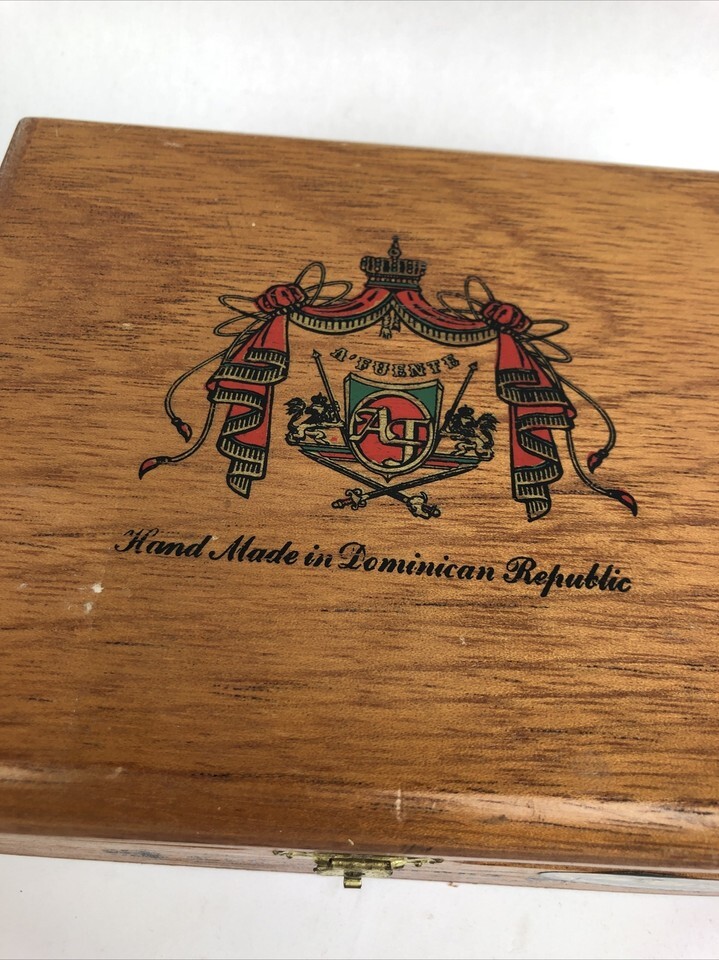 A'FUENTE
AF
Hand Made in Dominican Republic